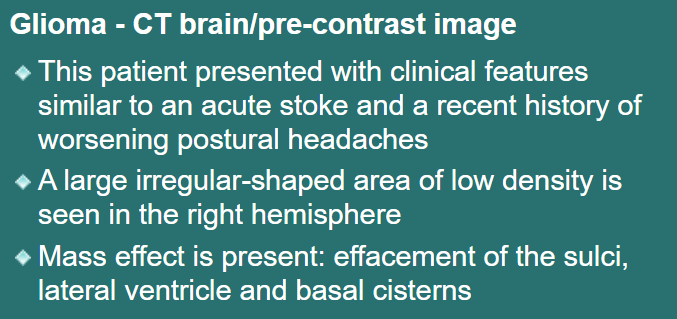 Glioma - CT brain/pre-contrast image
This patient presented with clinical features
similar to an acute stoke and a recent history of
worsening postural headaches
A large irregular-shaped area of low density is
seen in the right hemisphere
Mass effect is present: effacement of the sulci,
lateral ventricle and basal cisterns